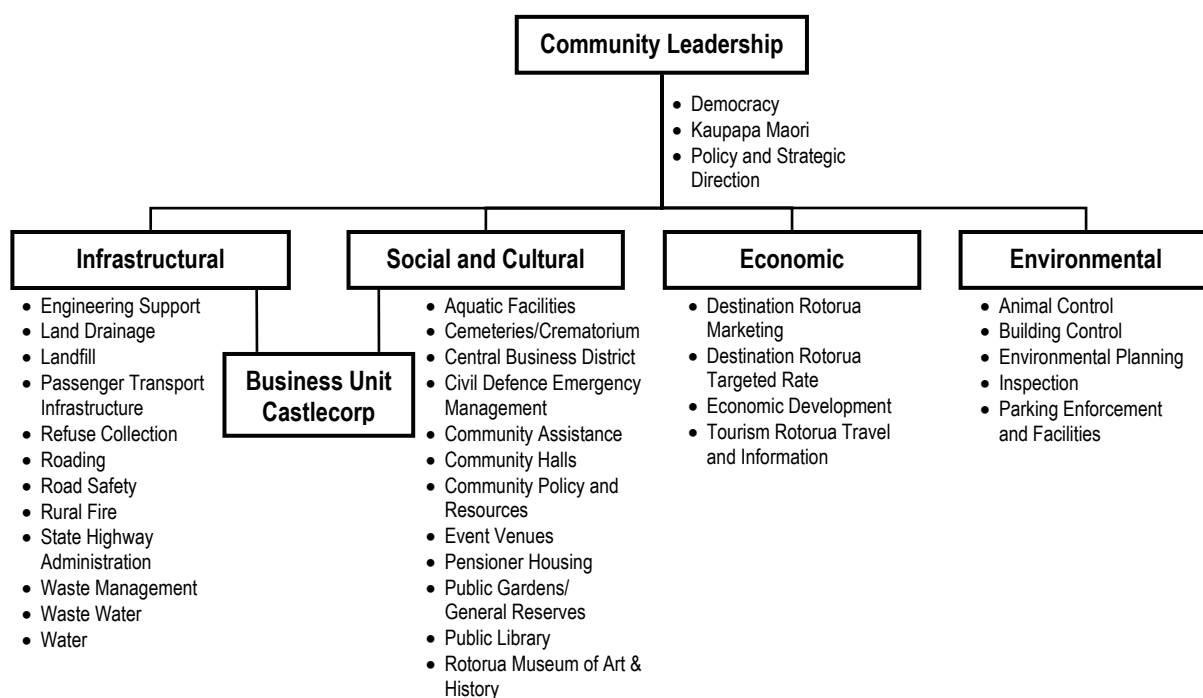 Community Leadership
• Democracy
• Kaupapa Maori
• Policy and Strategic
Direction
Infrastructural
• Engineering Support
• Land Drainage
• Landfill
• Passenger Transport
Infrastructure
• Refuse Collection
• Roading
• Road Safety
• Rural Fire
• State Highway
Administration
• Waste Management
• Waste Water
• Water
Business Unit
Castlecorp
Social and Cultural
• Aquatic Facilities
• Cemeteries/Crematorium
• Central Business District
• Civil Defence Emergency
Management
• Community Assistance
• Community Halls
• Community Policy and
Resources
• Event Venues
• Pensioner Housing
• Public Gardens/
General Reserves
• Public Library
• Rotorua Museum of Art &
History
Economic
• Destination Rotorua
Marketing
• Destination Rotorua
Targeted Rate
• Economic Development
• Tourism Rotorua Travel
and Information
Environmental
• Animal Control
• Building Control
• Environmental Planning
• Inspection
• Parking Enforcement
and Facilities